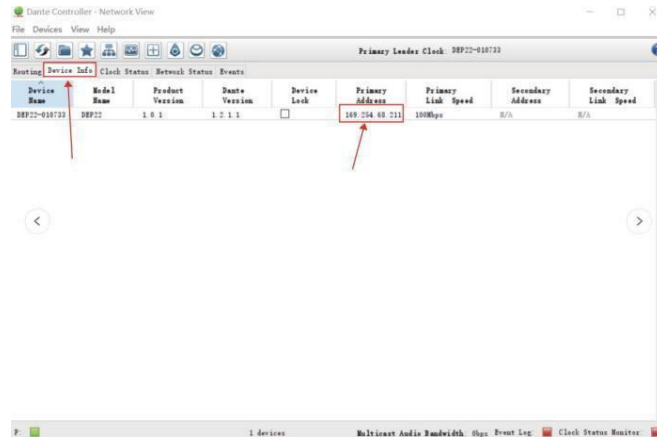 Dante Controller - Network View
File Devices View Help
Primary Leader Clock: DEP22-010733
Routing Device Info Clock Status Network Status Events
Device Name Model Name Product Version Dante Version Device Lock Primary Address Primary Link Speed Secondary Address Secondary Link Speed
DEP22-010733 DEP22 1.0.1 1.2.1.1 169.254.68.211 100Mbps N/A N/A
P: 1 devices Multicast Audio Bandwidth: 0bps Event Log: Clock Status Monitor: